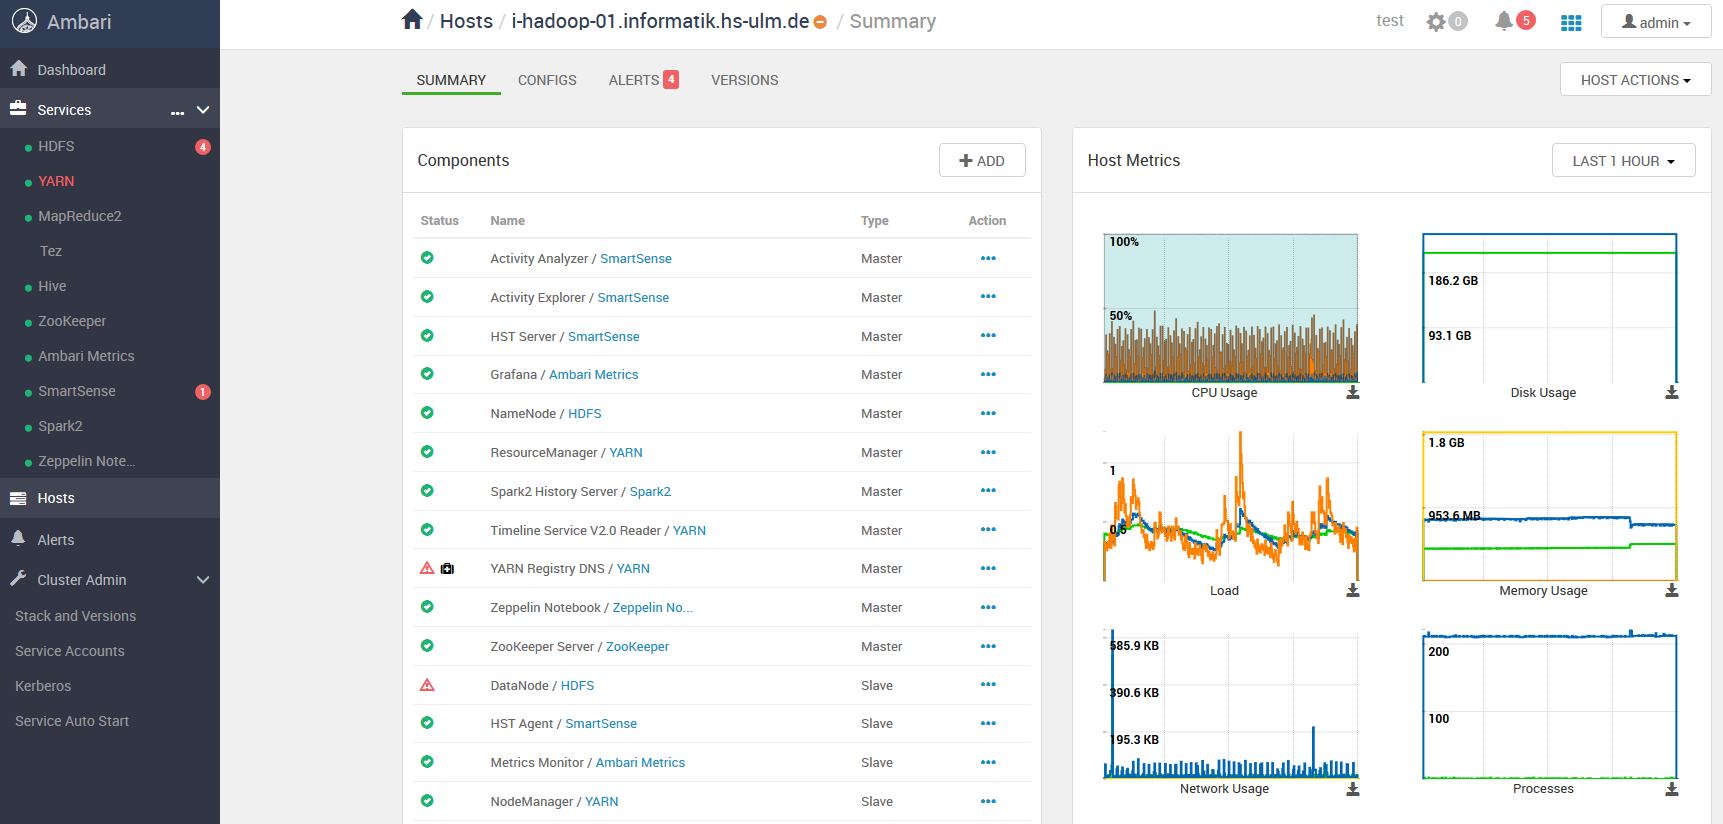 Ambari
Dashboard
Services ...
HDFS 4
YARN
MapReduce2
Tez
Hive
ZooKeeper
Ambari Metrics
SmartSense 1
Spark2
Zeppelin Note...
Hosts
Alerts
Cluster Admin
Stack and Versions
Service Accounts
Kerberos
Service Auto Start
/ Hosts / i-hadoop-01.informatik.hs-ulm.de / Summary
test 0 5 admin
SUMMARY CONFIGS ALERTS 4 VERSIONS
HOST ACTIONS
Components
ADD
Status Name Type Action
Activity Analyzer / SmartSense Master
Activity Explorer / SmartSense Master
HST Server / SmartSense Master
Grafana / Ambari Metrics Master
NameNode / HDFS Master
ResourceManager / YARN Master
Spark2 History Server / Spark2 Master
Timeline Service V2.0 Reader / YARN Master
YARN Registry DNS / YARN Master
Zeppelin Notebook / Zeppelin No... Master
ZooKeeper Server / ZooKeeper Master
DataNode / HDFS Slave
HST Agent / SmartSense Slave
Metrics Monitor / Ambari Metrics Slave
NodeManager / YARN Slave
Host Metrics
LAST 1 HOUR
100%
50%
CPU Usage
186.2 GB
93.1 GB
Disk Usage
1
0.5
Load
1.8 GB
953.6 MB
Memory Usage
585.9 KB
390.6 KB
195.3 KB
Network Usage
200
100
Processes